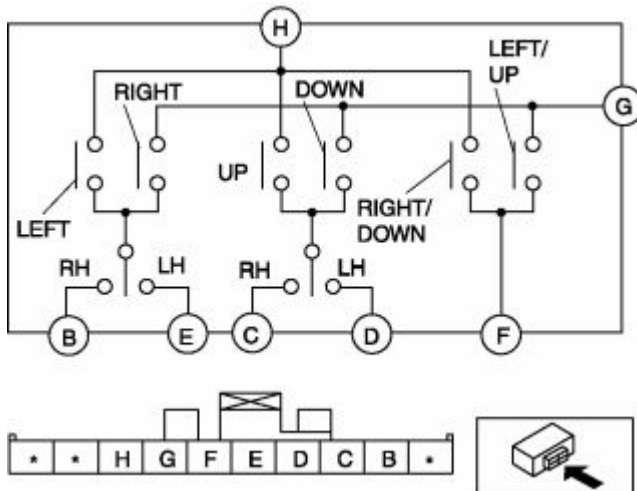 H
LEFT/
UP
RIGHT
DOWN
G
UP
LEFT
RIGHT/
DOWN
RH
LH
RH
LH
B
E
C
D
F
* * H G F E D C B *